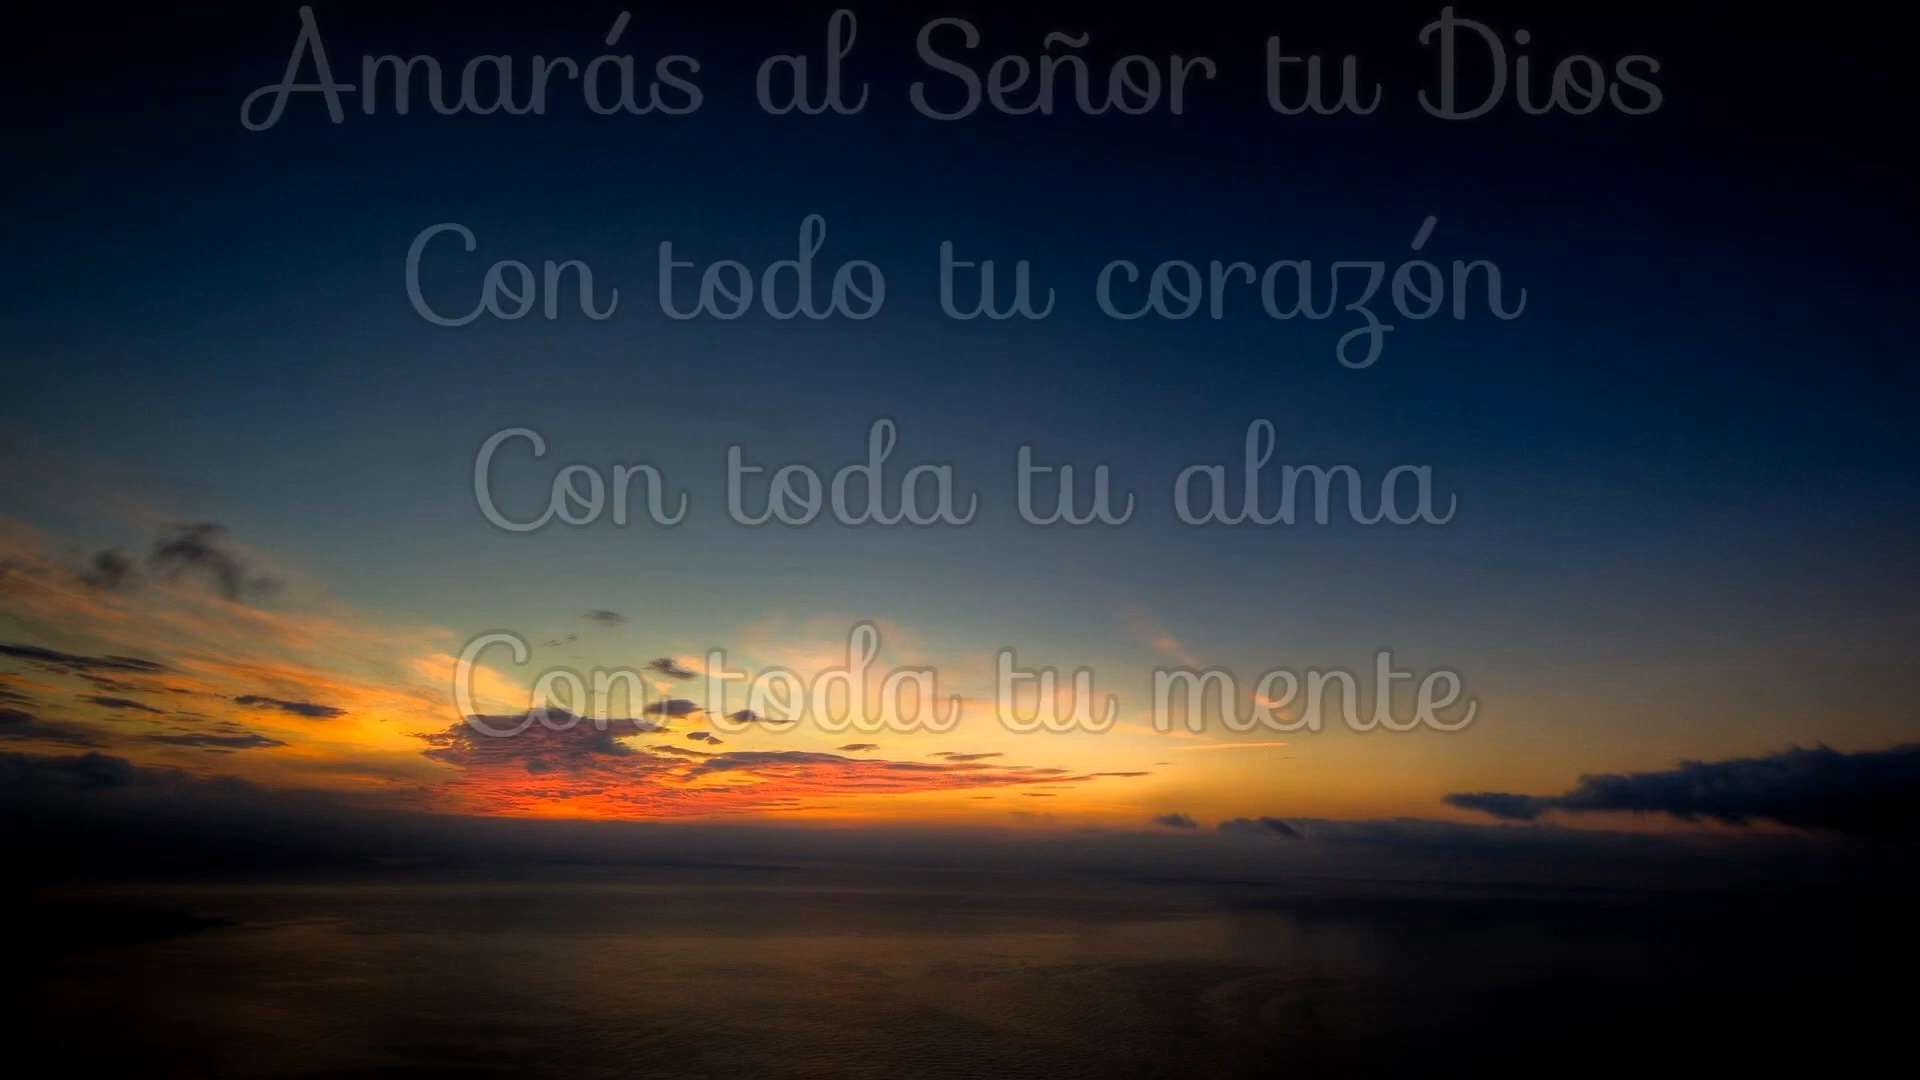 Amarás al Señor tu Dios
Con todo tu corazón
Con toda tu alma
Con toda tu mente